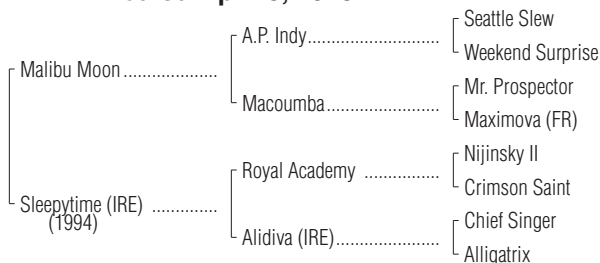 Seattle Slew
A.P. Indy
Weekend Surprise
Malibu Moon
Mr. Prospector
Macoumba
Maximova (FR)
Nijinsky II
Royal Academy
Crimson Saint
Sleepytime (IRE)
(1994)
Chief Singer
Alidiva (IRE)
Alligatrix